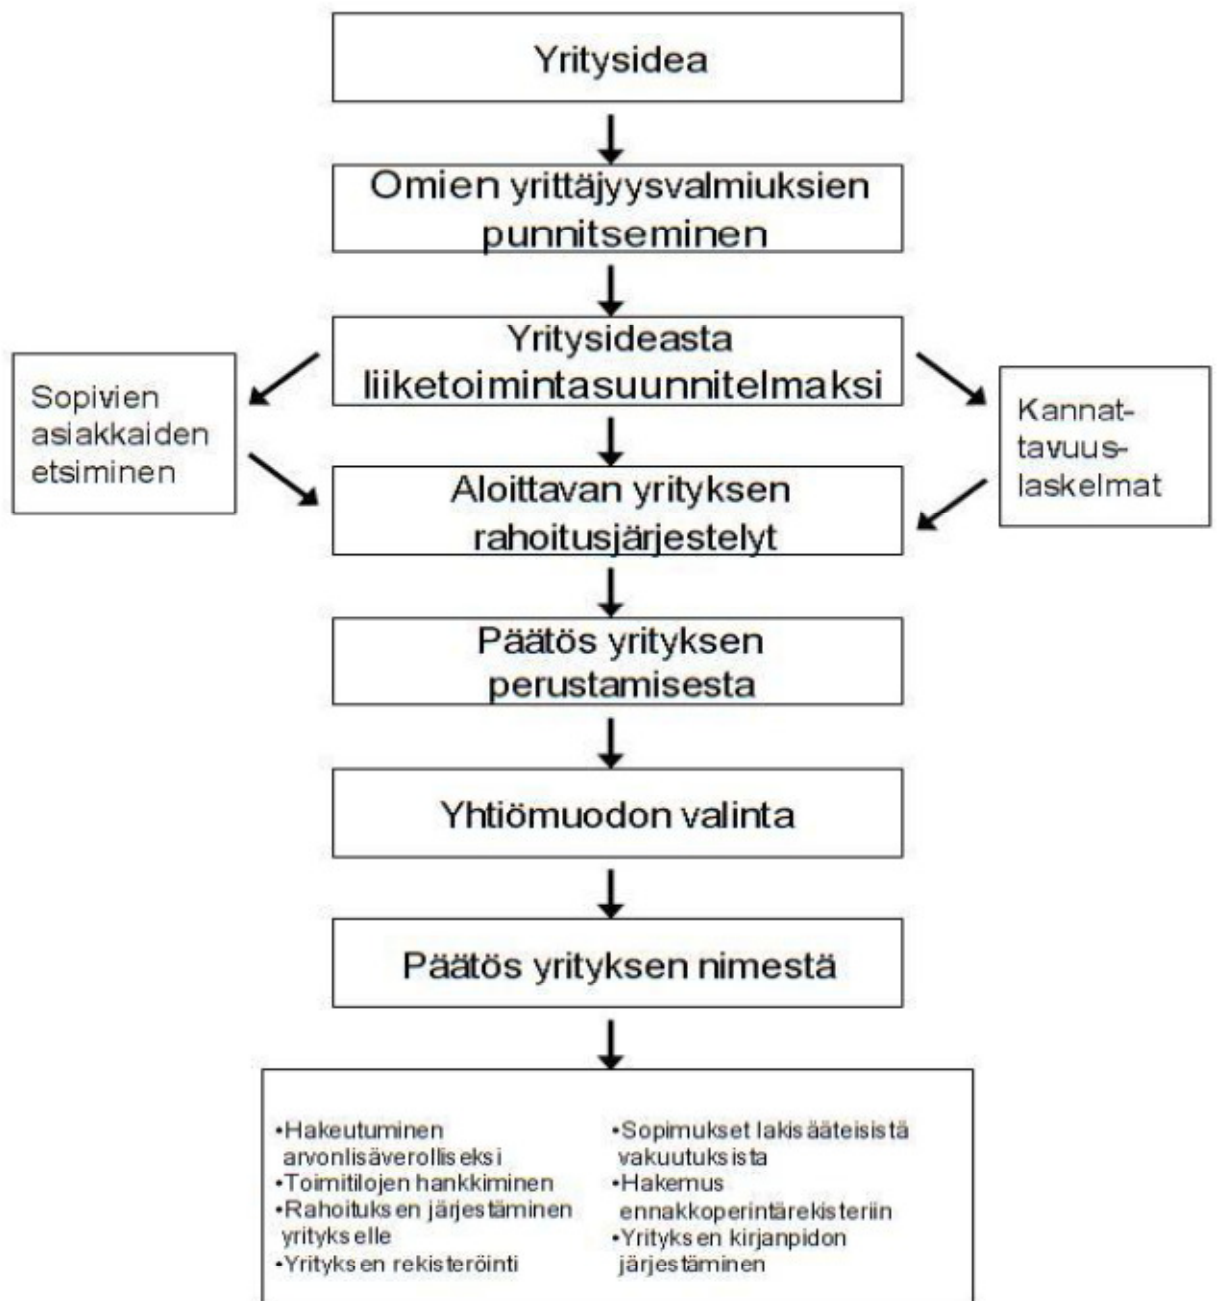 Yritysidea
Omien yrittäjyysvalmiuksien
punnitseminen
Yritysideasta
liiketoimintasuunnitelmaksi
Sopivien
asiakkaiden
etsiminen
Kannat-
tavuus-
laskelmat
Aloittavan yrityksen
rahoitusjärjestelyt
Päätös yrityksen
perustamisesta
Yhtiömuodon valinta
Päätös yrityksen nimestä
•Hakeutuminen
arvonlisäverolliseksi
•Toimitilojen hankkiminen
•Rahoituksen järjestäminen
yritykselle
•Yrityksen rekisteröinti
•Sopimukset lakisääteisistä
vakuutuksista
•Hakemus
ennakkoperintärekisteriin
•Yrityksen kirjanpidon
järjestäminen